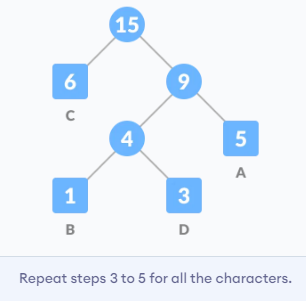 15
6 9
C
4 5
A
1 3
B D
Repeat steps 3 to 5 for all the characters.